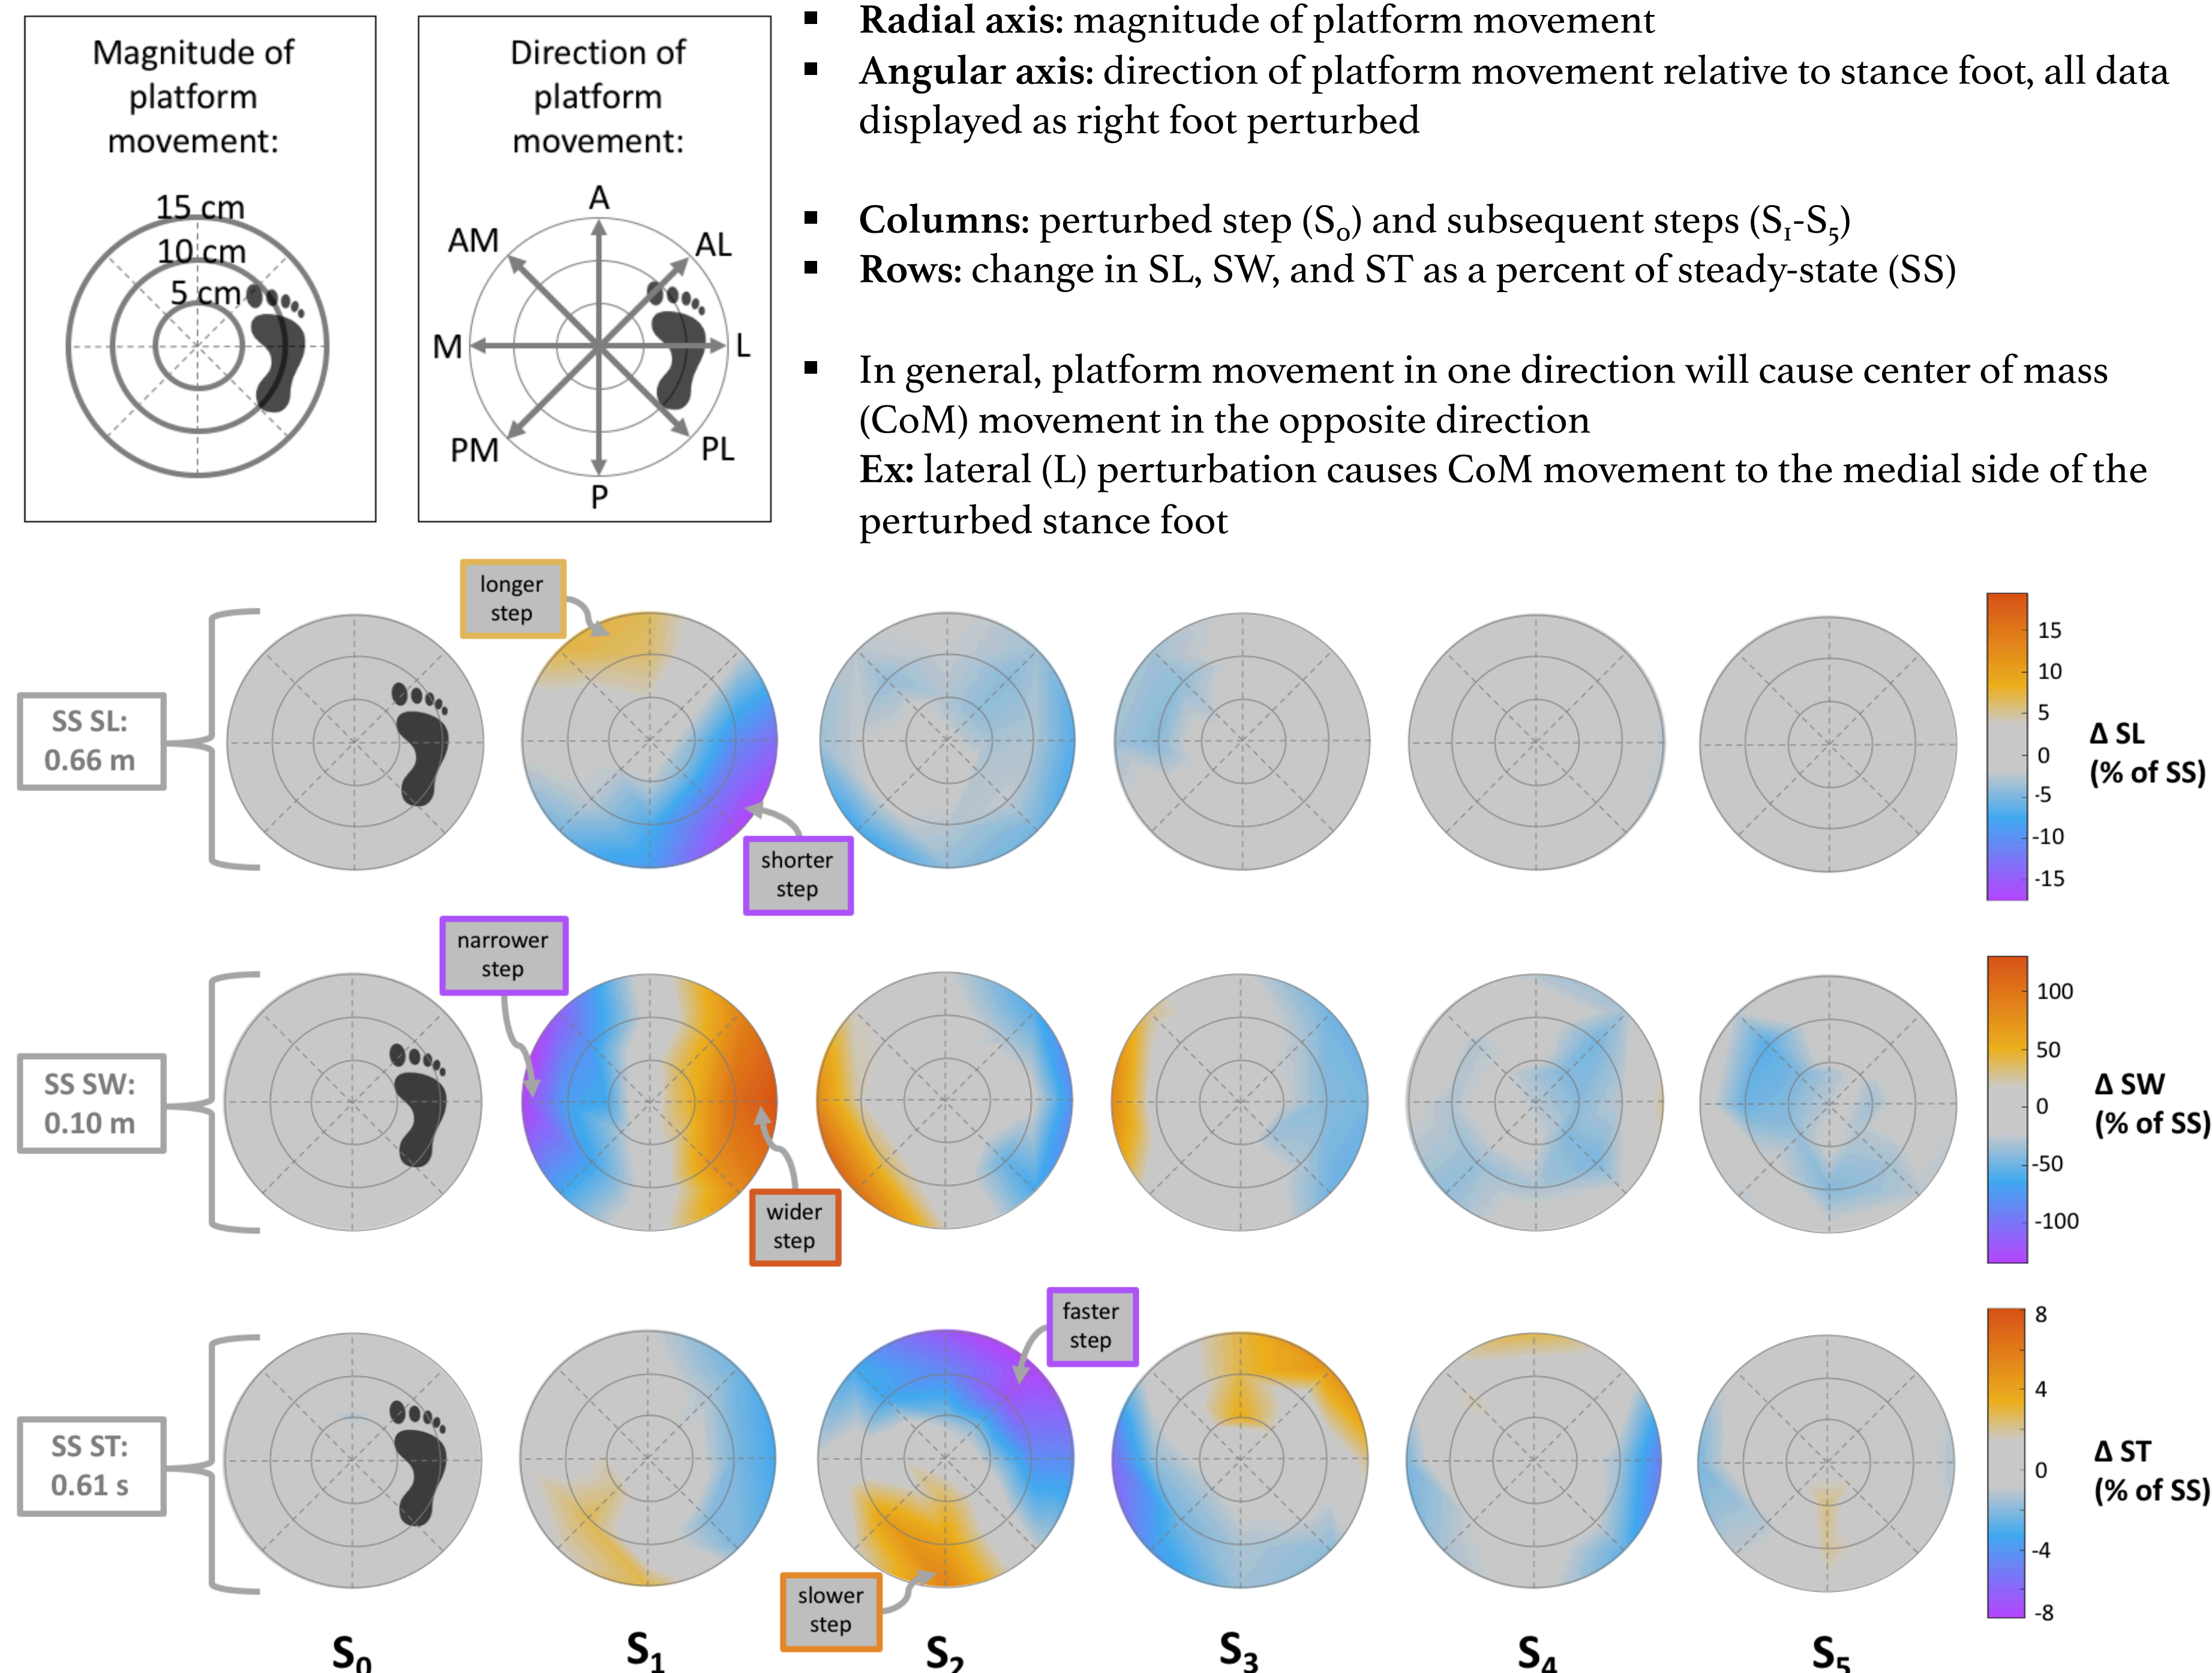 Magnitude of
platform
movement:
15 cm
10 cm
5 cm
Direction of
platform
movement:
A
AM
AL
M
L
PM
PL
P
▪ Radial axis: magnitude of platform movement
▪ Angular axis: direction of platform movement relative to stance foot, all data
displayed as right foot perturbed
▪ Columns: perturbed step (S₀) and subsequent steps (S₁-S₅)
▪ Rows: change in SL, SW, and ST as a percent of steady-state (SS)
▪ In general, platform movement in one direction will cause center of mass
(CoM) movement in the opposite direction
Ex: lateral (L) perturbation causes CoM movement to the medial side of the
perturbed stance foot
longer
step
SS SL:
0.66 m
shorter
step
15
10
5
0
-5
-10
-15
Δ SL
(% of SS)
narrower
step
SS SW:
0.10 m
wider
step
100
50
0
-50
-100
Δ SW
(% of SS)
faster
step
SS ST:
0.61 s
slower
step
8
4
0
-4
-8
Δ ST
(% of SS)
S₀
S₁
S₂
S₃
S₄
S₅